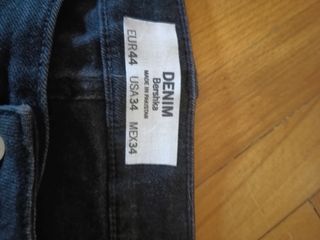 DENIM
Bershka
MADE IN PAKISTAN
EUR44 USA34 MEX34